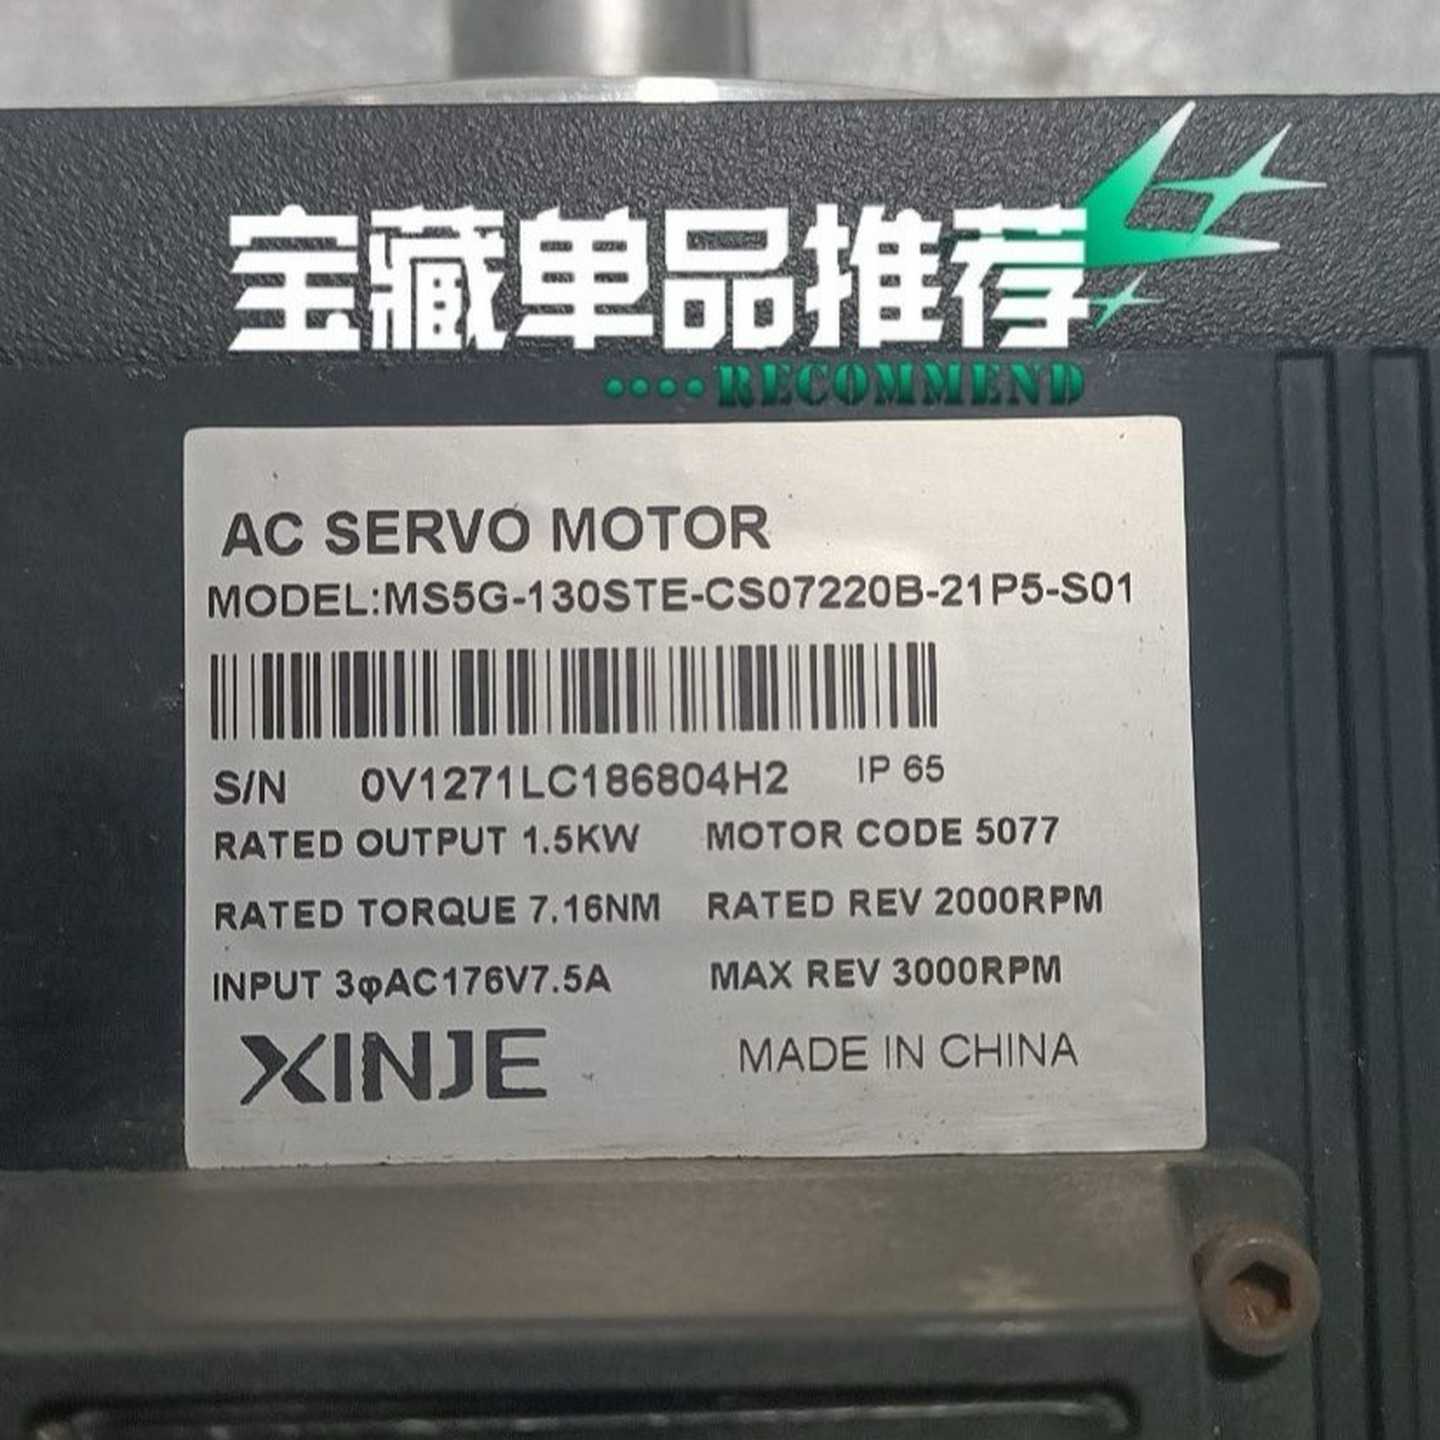 宝藏单品推荐
RECOMMEND
AC SERVO MOTOR
MODEL:MS5G-130STE-CS07220B-21P5-S01
S/N 0V1271LC186804H2 IP 65
RATED OUTPUT 1.5KW MOTOR CODE 5077
RATED TORQUE 7.16NM RATED REV 2000RPM
INPUT 3φAC176V7.5A MAX REV 3000RPM
XINJE MADE IN CHINA